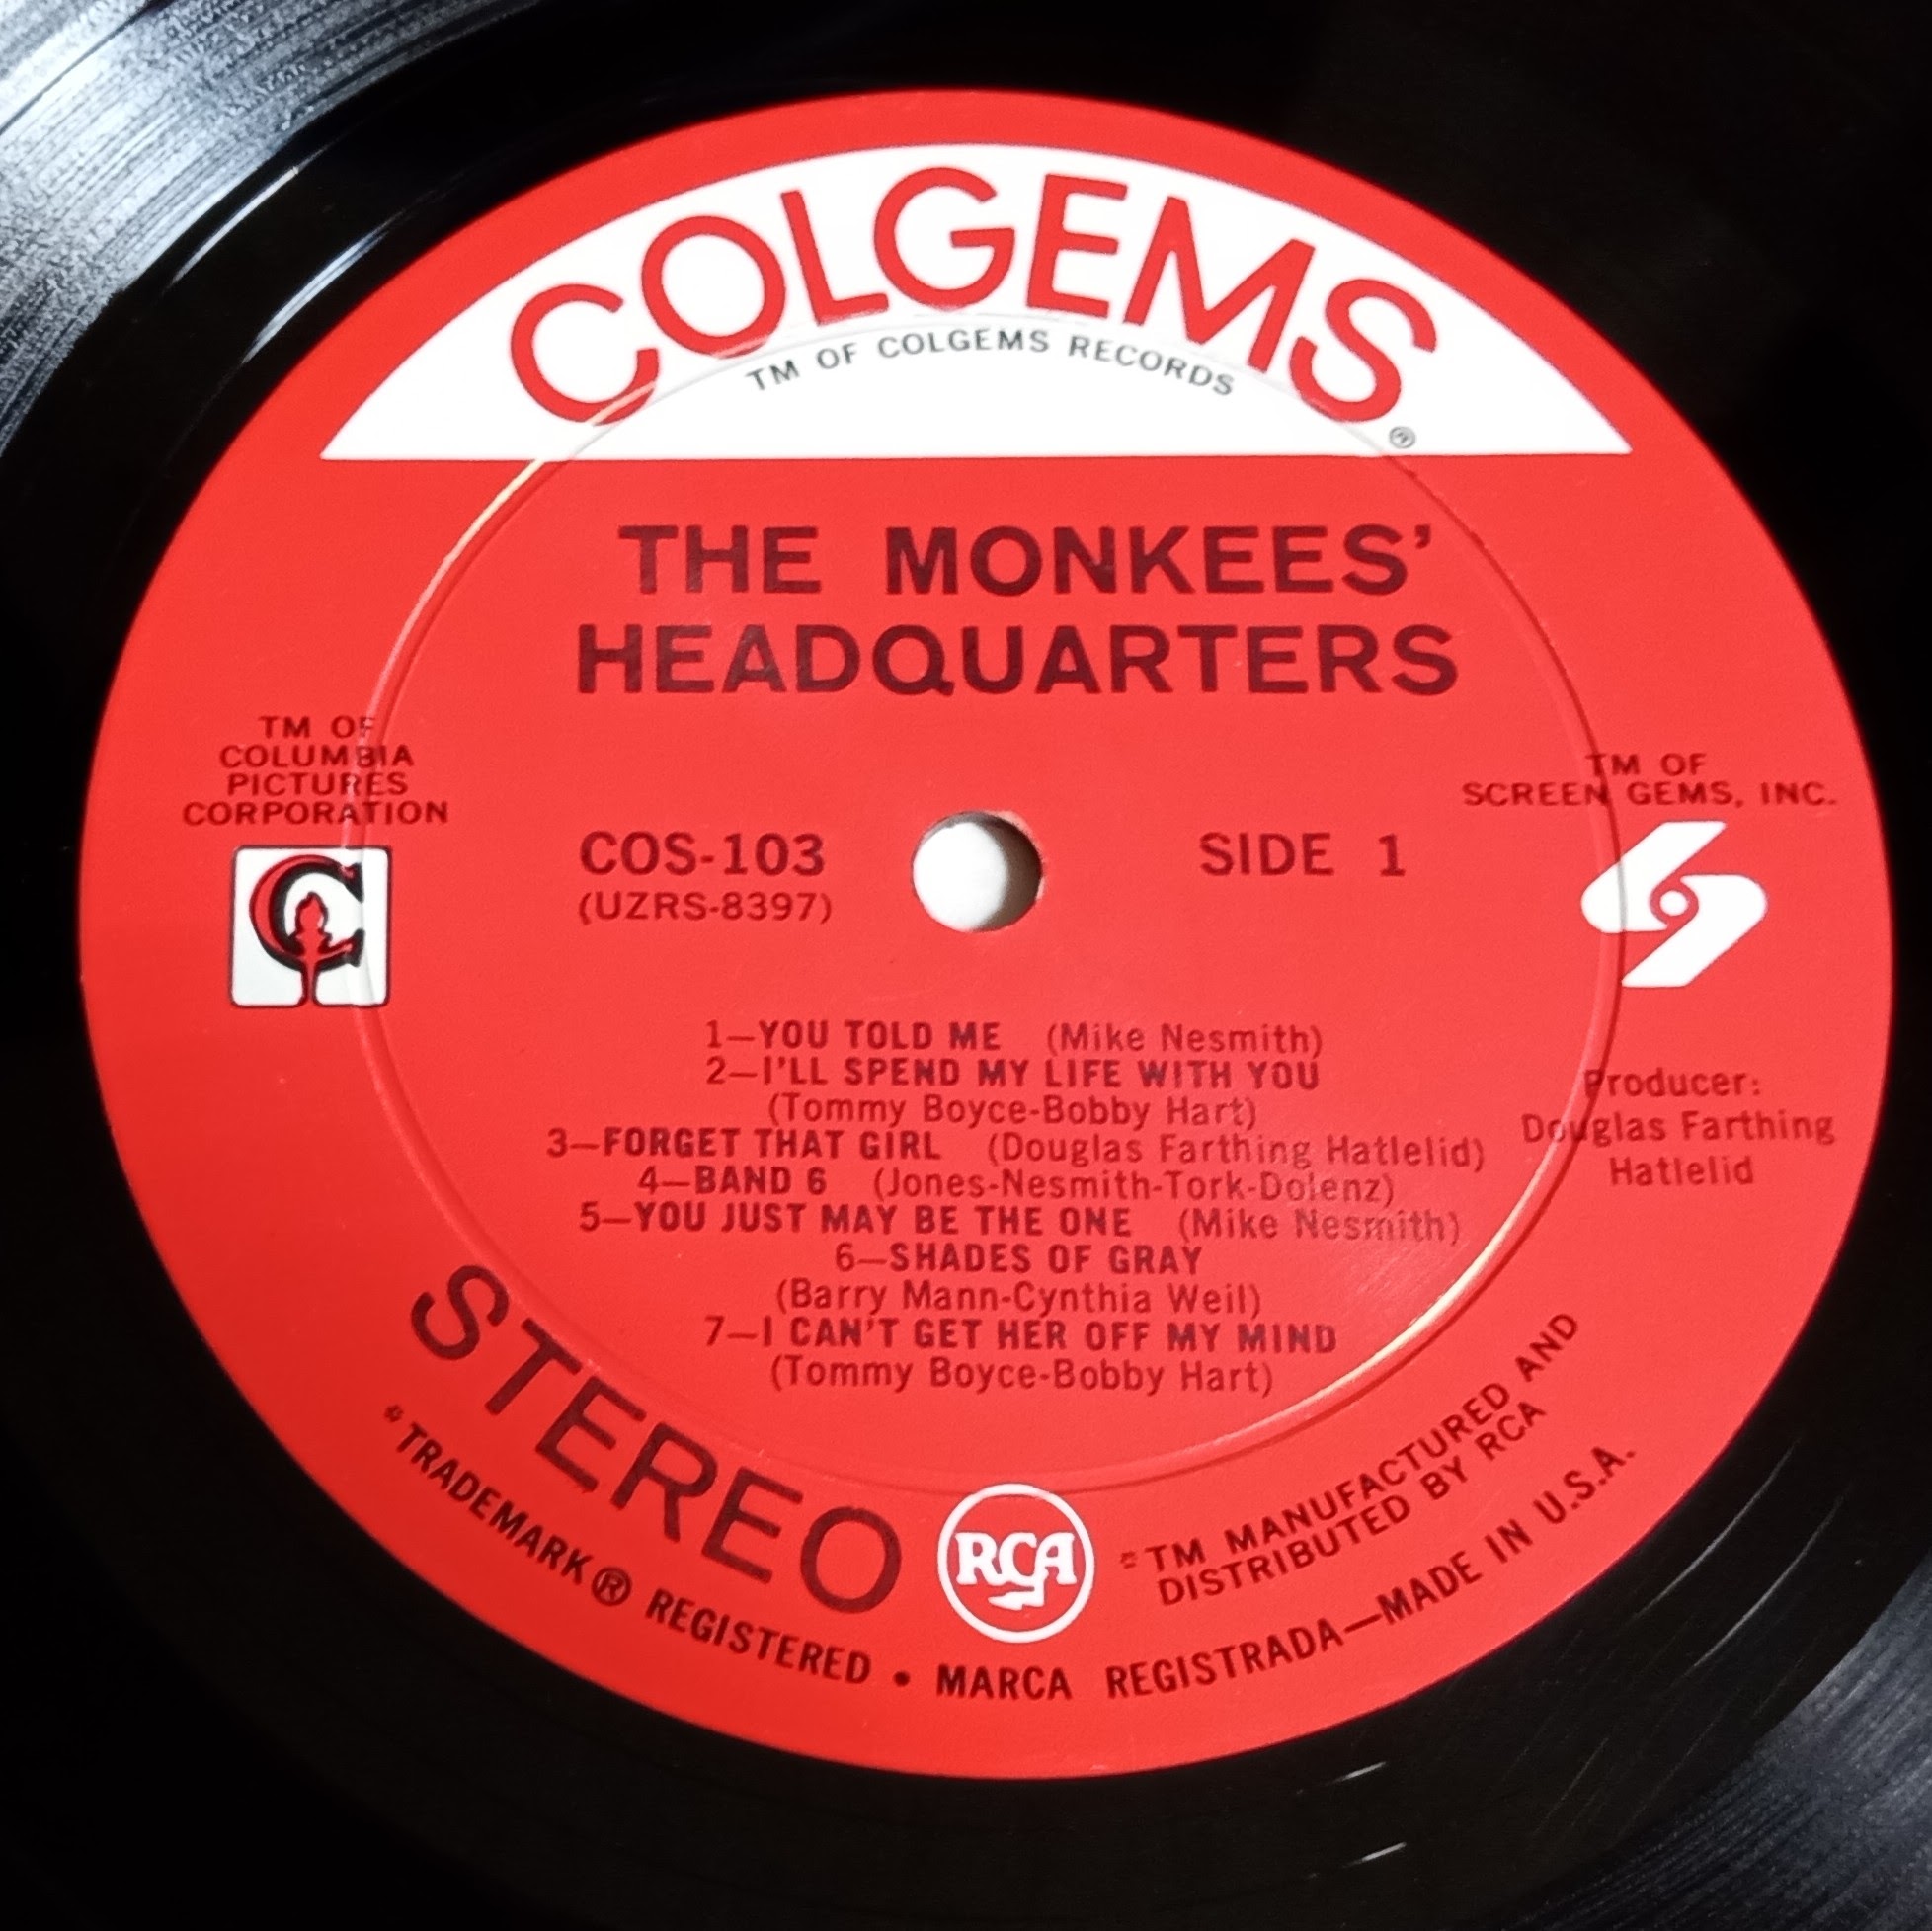 COLGEMS®
TM OF COLGEMS RECORDS
THE MONKEES’
HEADQUARTERS
TM OF
COLUMBIA
PICTURES
CORPORATION
TM OF
SCREEN GEMS, INC.
COS-103
(UZRS-8397)
SIDE 1
1—YOU TOLD ME (Mike Nesmith)
2—I’LL SPEND MY LIFE WITH YOU
(Tommy Boyce-Bobby Hart)
3—FORGET THAT GIRL (Douglas Farthing Hatlelid)
4—BAND 6 (Jones-Nesmith-Tork-Dolenz)
5—YOU JUST MAY BE THE ONE (Mike Nesmith)
6—SHADES OF GRAY
(Barry Mann-Cynthia Weil)
7—I CAN’T GET HER OFF MY MIND
(Tommy Boyce-Bobby Hart)
Producer:
Douglas Farthing
Hatlelid
STEREO
RCA
TM MANUFACTURED AND
DISTRIBUTED BY RCA
TRADEMARK ® REGISTERED • MARCA REGISTRADA—MADE IN U.S.A.